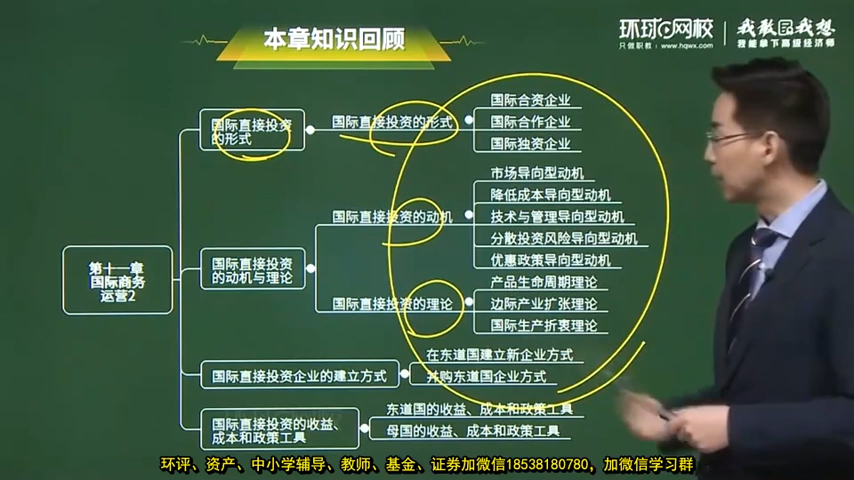 本章知识回顾
环球网校
只做职教：www.hqwx.com
我敢因我想
我能拿下高级经济师
第十一章
国际商务
运营2
国际直接投资
的形式
国际直接投资的形式
国际合资企业
国际合作企业
国际独资企业
国际直接投资
的动机与理论
国际直接投资的动机
市场导向型动机
降低成本导向型动机
技术与管理导向型动机
分散投资风险导向型动机
优惠政策导向型动机
国际直接投资的理论
产品生命周期理论
边际产业扩张理论
国际生产折衷理论
国际直接投资企业的建立方式
在东道国建立新企业方式
并购东道国企业方式
国际直接投资的收益、
成本和政策工具
东道国的收益、成本和政策工具
母国的收益、成本和政策工具
环评、资产、中小学辅导、教师、基金、证券加微信18538180780，加微信学习群